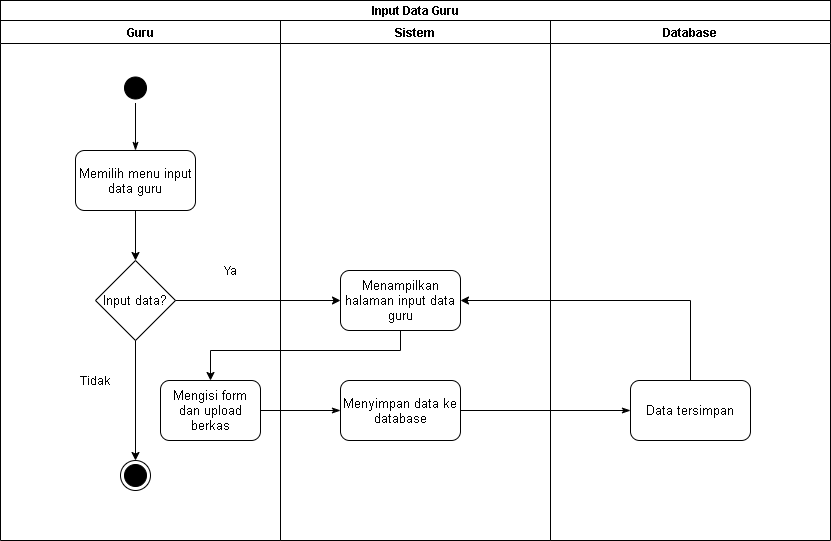 Input Data Guru
Guru
Sistem
Database
Memilih menu input
data guru
Input data?
Ya
Tidak
Menampilkan
halaman input data
guru
Mengisi form
dan upload
berkas
Menyimpan data ke
database
Data tersimpan